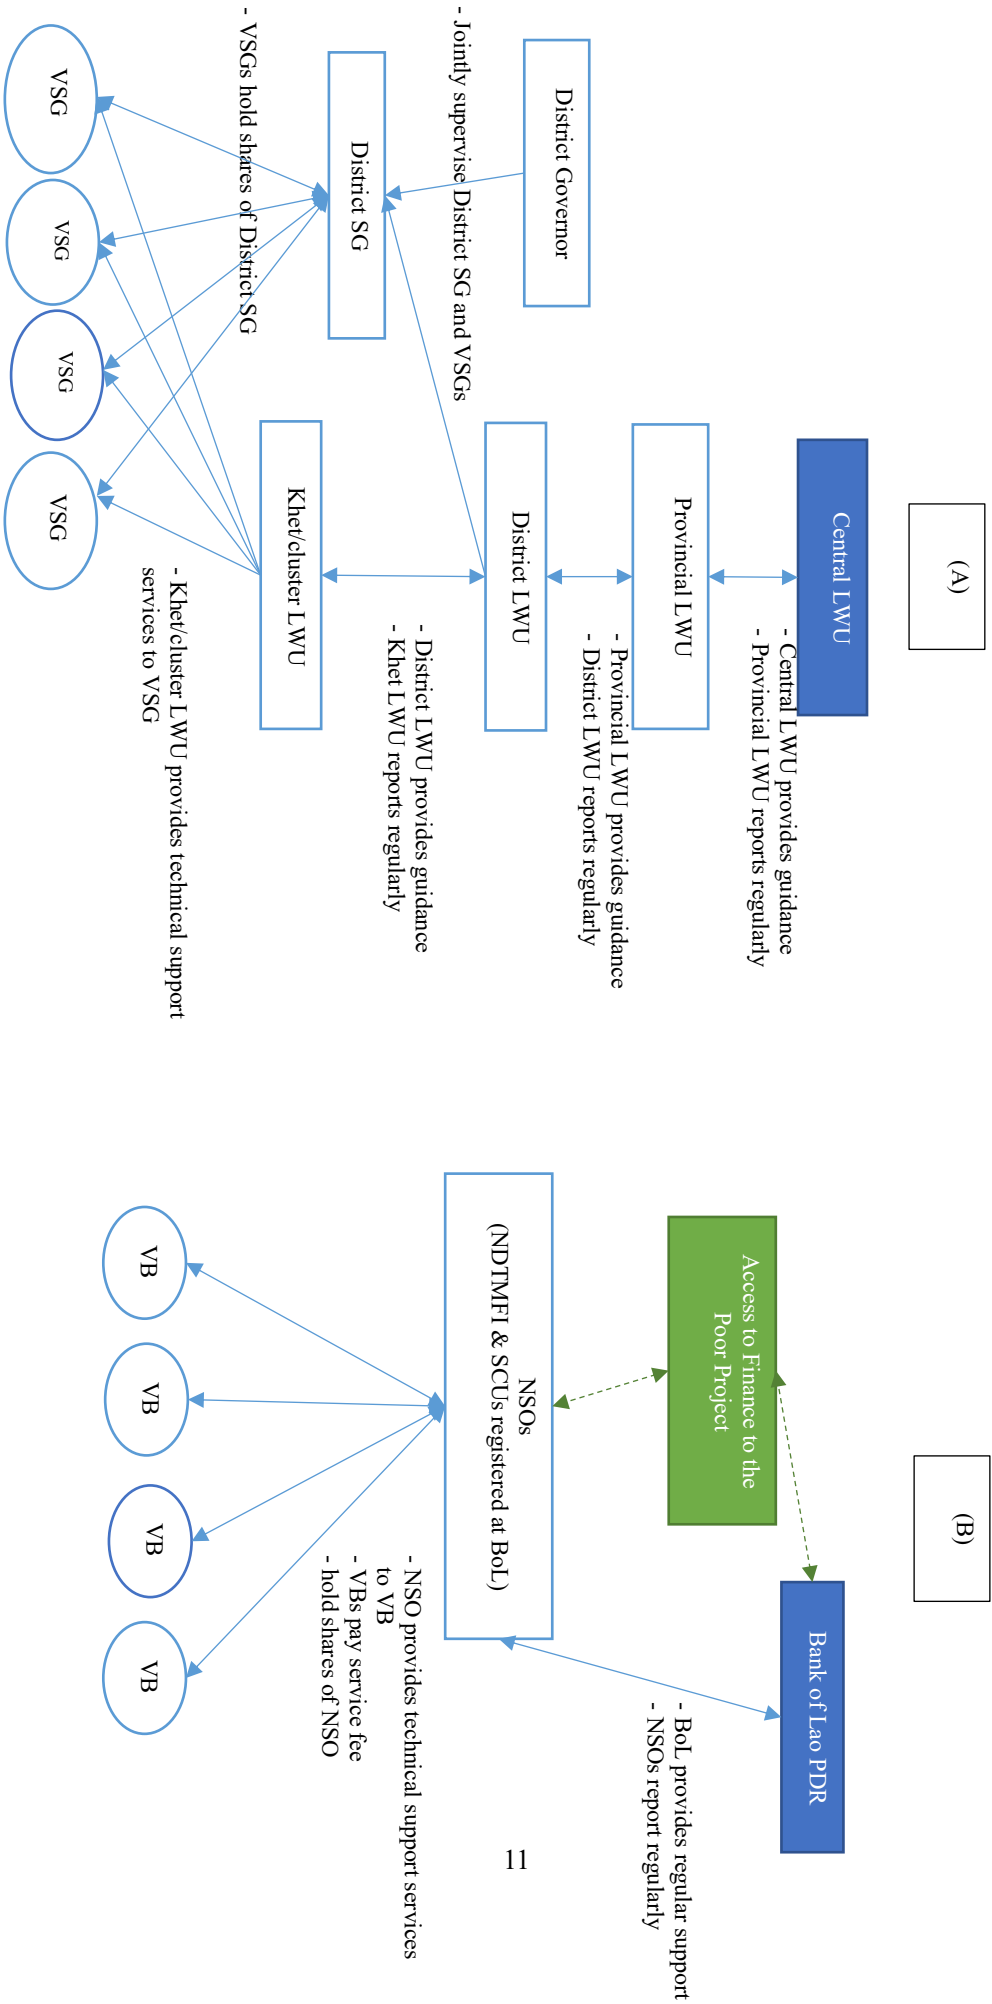 (A)
Central LWU
- Central LWU provides guidance
- Provincial LWU reports regularly
Provincial LWU
- Provincial LWU provides guidance
- District LWU reports regularly
District Governor
District LWU
- Jointly supervise District SG and VSGs
- District LWU provides guidance
- Khet LWU reports regularly
District SG
Khet/cluster LWU
- VSGs hold shares of District SG
- Khet/cluster LWU provides technical support
services to VSG
VSG
VSG
VSG
VSG
(B)
Bank of Lao PDR
Access to Finance to the
Poor Project
- BoL provides regular support
- NSOs report regularly
NSOs
(NDTMFI & SCUs registered at BoL)
- NSO provides technical support services
to VB
- VBs pay service fee
- hold shares of NSO
VB
VB
VB
VB
11